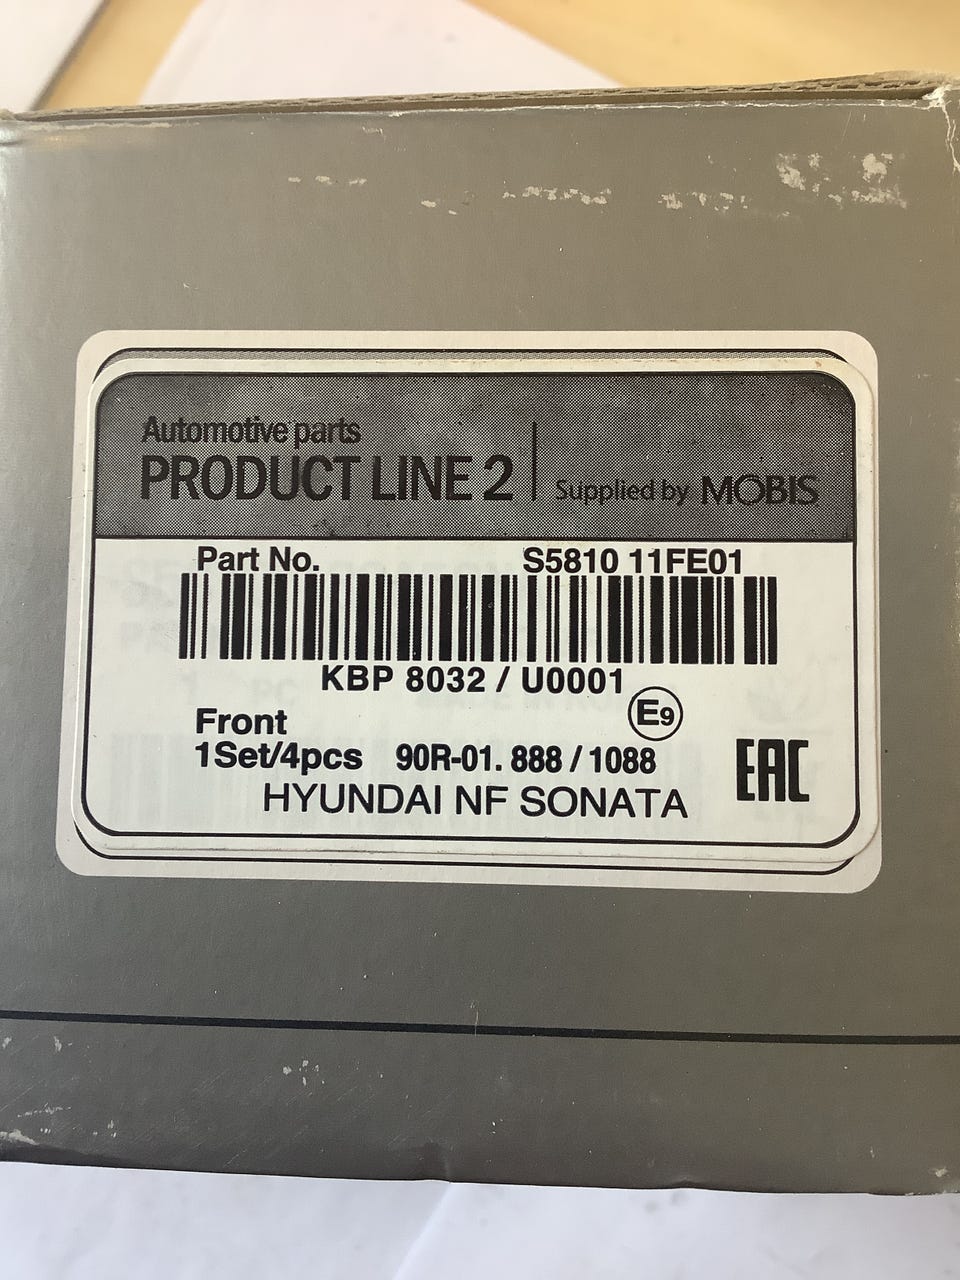 Automotive parts
PRODUCT LINE 2
Supplied by MOBIS
Part No. S5810 11FE01
KBP 8032 / U0001
E9
Front
1Set/4pcs 90R-01. 888 / 1088
EAC
HYUNDAI NF SONATA